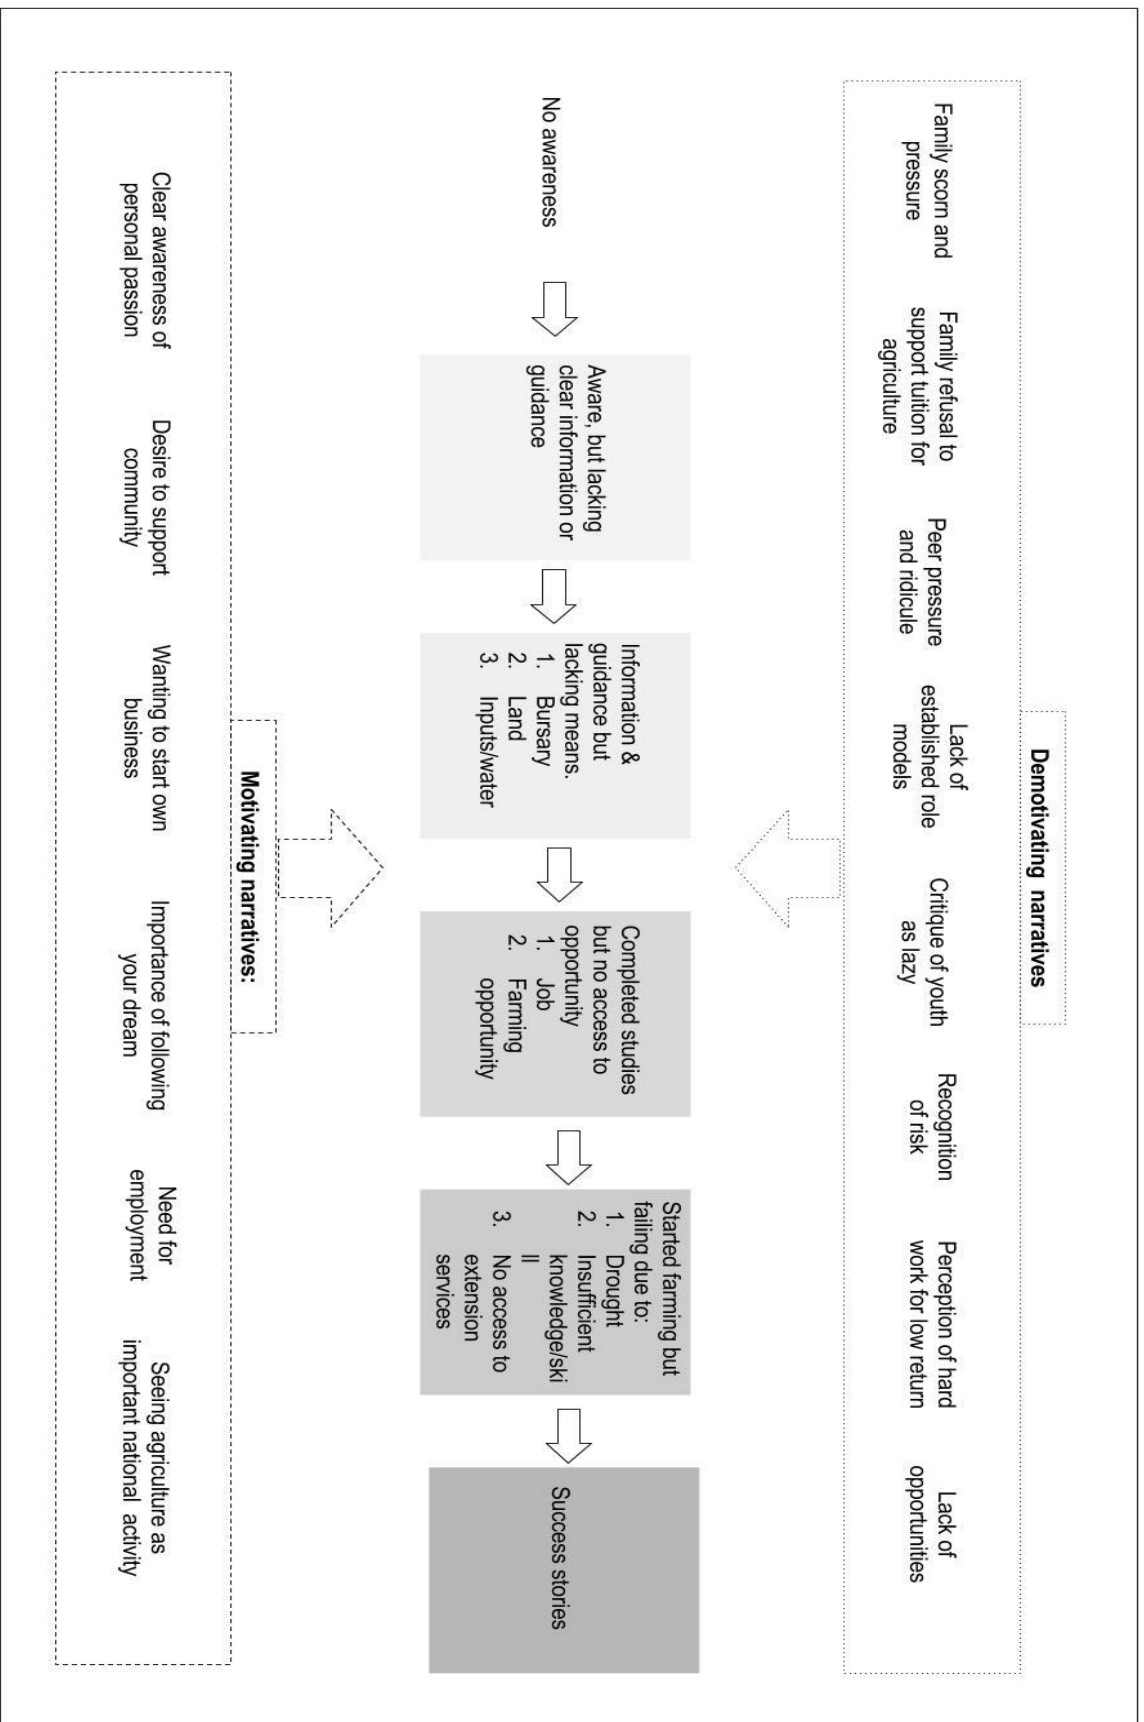 Demotivating narratives
Family scorn and
pressure
Family refusal to
support tuition for
agriculture
Peer pressure
and ridicule
Lack of
established role
models
Critique of youth
as lazy
Recognition
of risk
Perception of hard
work for low return
Lack of
opportunities
No awareness
Aware, but lacking
clear information or
guidance
Information &
guidance but
lacking means.
1. Bursary
2. Land
3. Inputs/water
Completed studies
but no access to
opportunity
1. Job
2. Farming
opportunity
Started farming but
failing due to:
1. Drought
2. Insufficient
knowledge/ski
ll
3. No access to
extension
services
Success stories
Motivating narratives:
Clear awareness of
personal passion
Desire to support
community
Wanting to start own
business
Importance of following
your dream
Need for
employment
Seeing agriculture as
important national activity